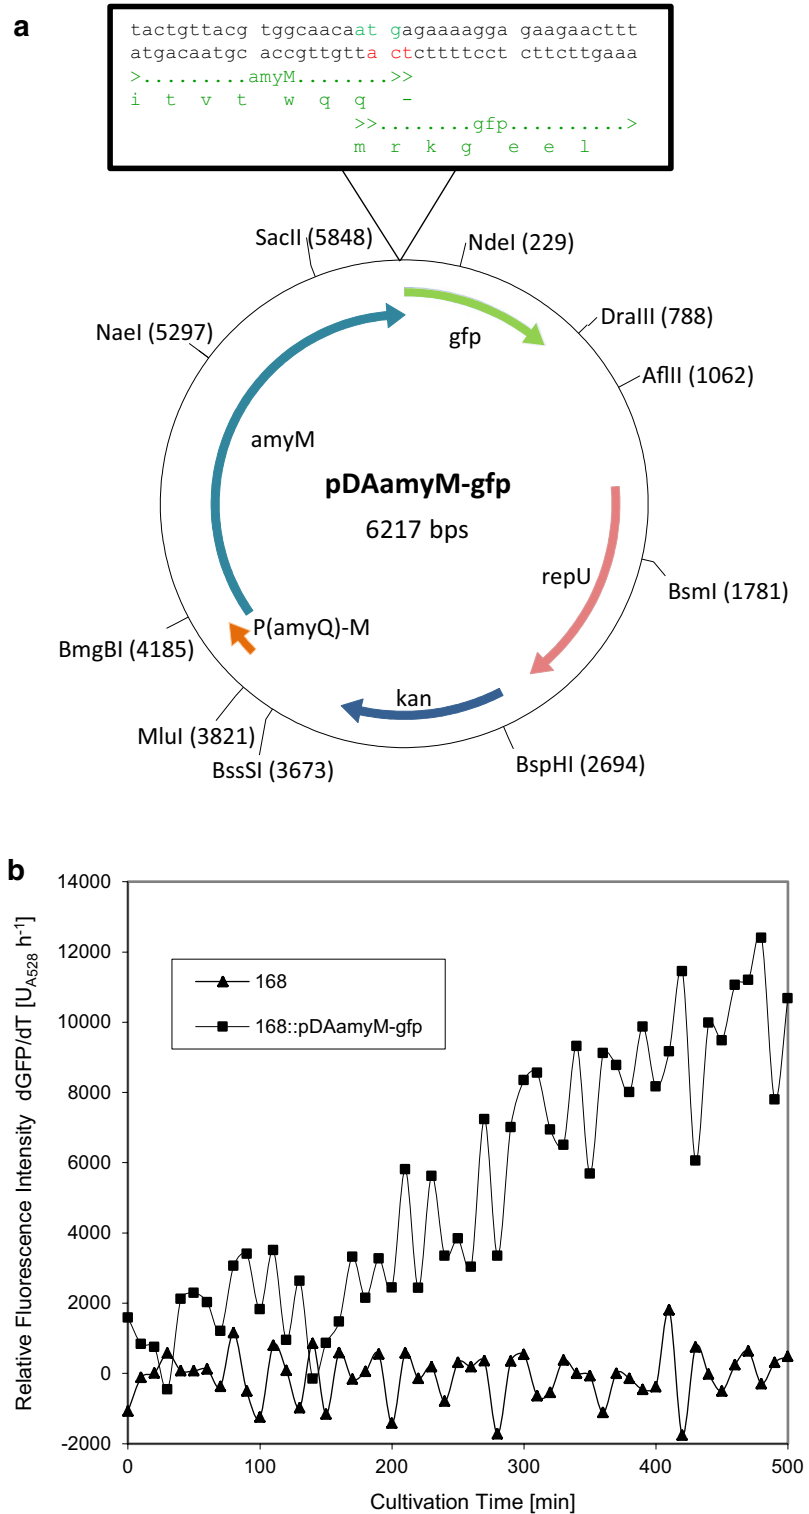 a
tactgttacg tggcaacaat gagaaaagga gaagaacttt
atgacaatgc accgttgtta ctcttttcct cttcttgaaa
>.........amyM........>>
i t v t w q q -
>>........gfp..........>
m r k g e e l
SacII (5848)
NdeI (229)
NaeI (5297)
DraIII (788)
gfp
AflII (1062)
amyM
pDAamyM-gfp
6217 bps
repU
BsmI (1781)
P(amyQ)-M
BmgBI (4185)
kan
MluI (3821)
BssSI (3673)
BspHI (2694)
b
Relative Fluorescence Intensity dGFP/dT [U_A528 h⁻¹]
14000
12000
10000
8000
6000
4000
2000
0
-2000
168
168::pDAamyM-gfp
0 100 200 300 400 500
Cultivation Time [min]